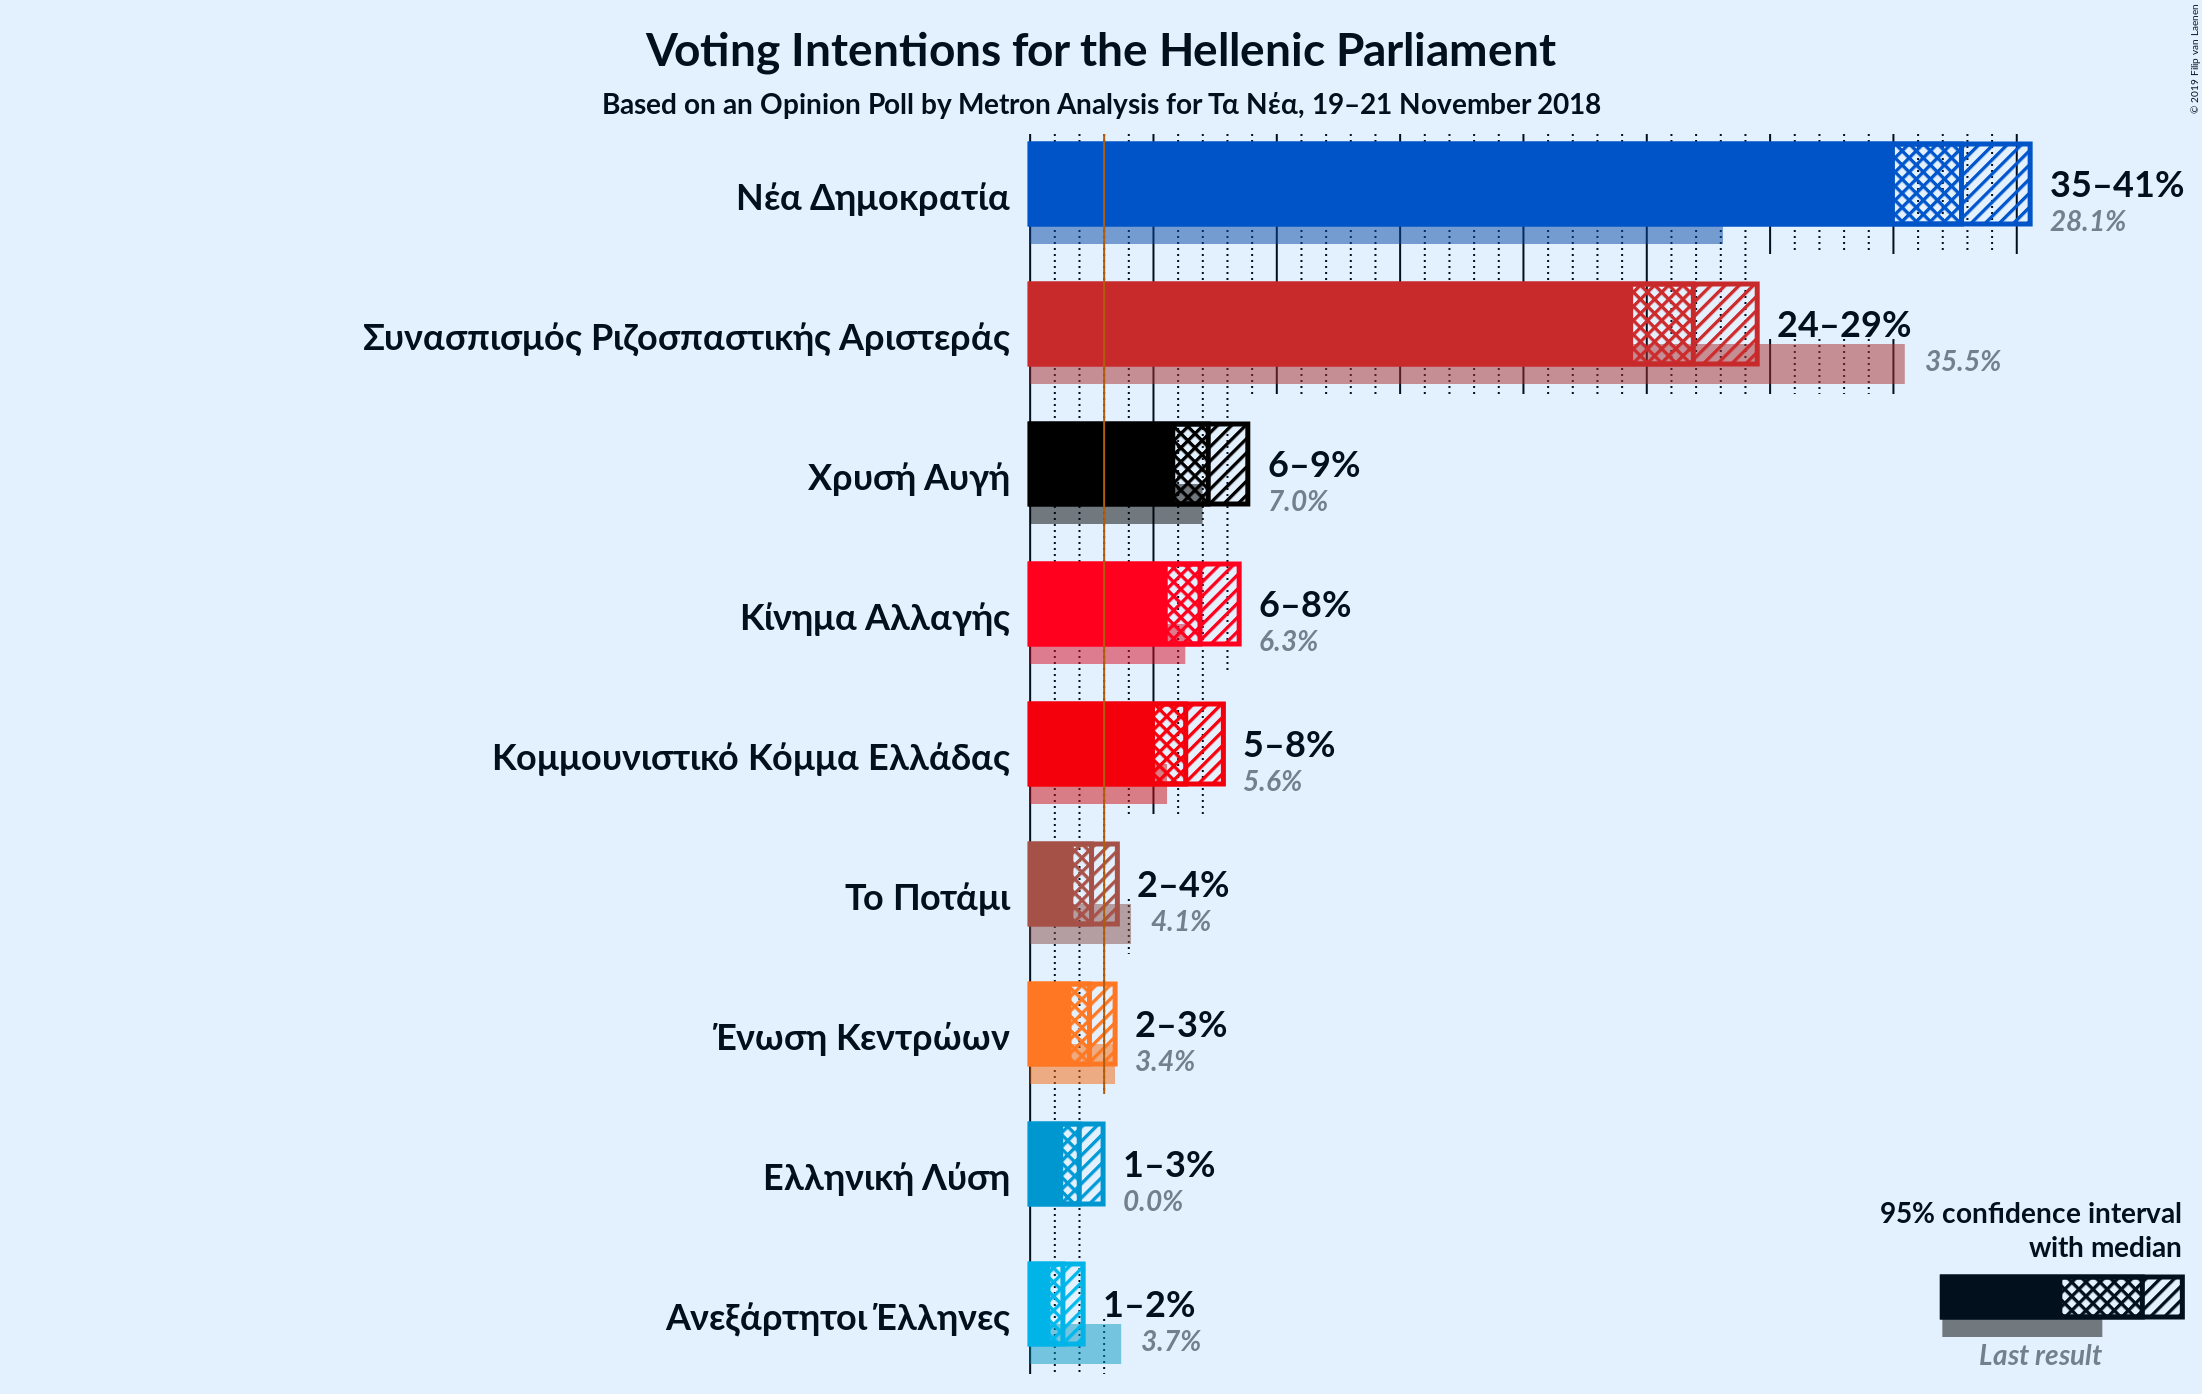 Voting Intentions for the Hellenic Parliament
Based on an Opinion Poll by Metron Analysis for Τα Νέα, 19–21 November 2018
© 2019 Filip van Laenen
Νέα Δημοκρατία
35–41%
28.1%
Συνασπισμός Ριζοσπαστικής Αριστεράς
24–29%
35.5%
Χρυσή Αυγή
6–9%
7.0%
Κίνημα Αλλαγής
6–8%
6.3%
Κομμουνιστικό Κόμμα Ελλάδας
5–8%
5.6%
Το Ποτάμι
2–4%
4.1%
Ένωση Κεντρώων
2–3%
3.4%
Ελληνική Λύση
1–3%
0.0%
Ανεξάρτητοι Έλληνες
1–2%
3.7%
95% confidence interval
with median
Last result